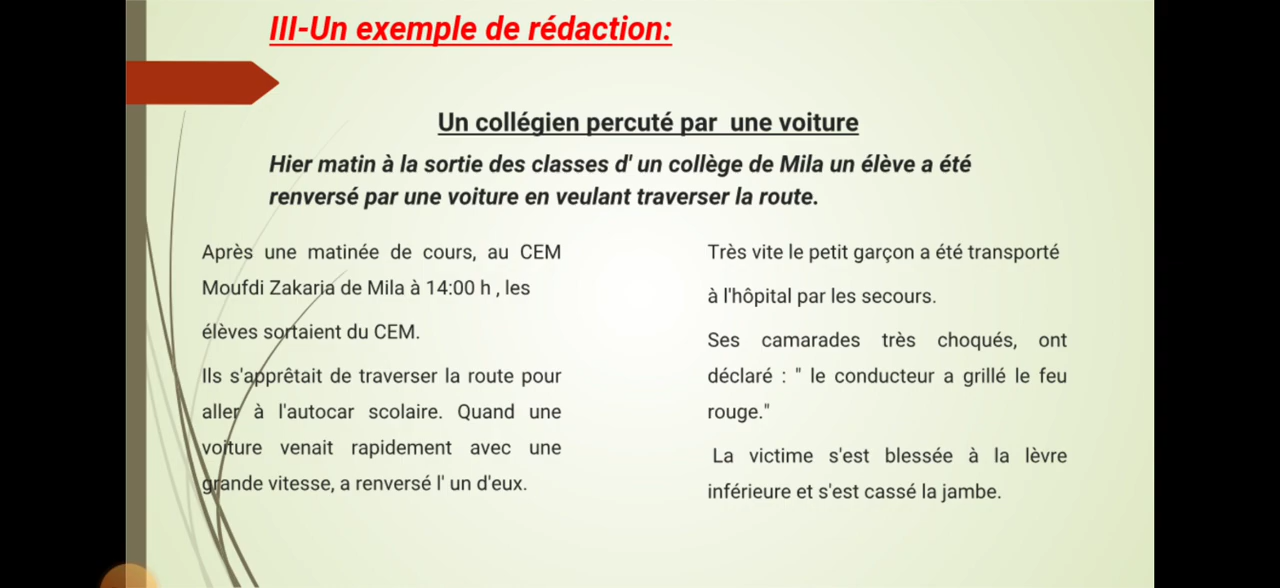 III-Un exemple de rédaction:
Un collégien percuté par une voiture
Hier matin à la sortie des classes d' un collège de Mila un élève a été
renversé par une voiture en veulant traverser la route.
Après une matinée de cours, au CEM
Moufdi Zakaria de Mila à 14:00 h , les
élèves sortaient du CEM.
Ils s'apprêtait de traverser la route pour
aller à l'autocar scolaire. Quand une
voiture venait rapidement avec une
grande vitesse, a renversé l' un d'eux.
Très vite le petit garçon a été transporté
à l'hôpital par les secours.
Ses camarades très choqués, ont
déclaré : " le conducteur a grillé le feu
rouge."
La victime s'est blessée à la lèvre
inférieure et s'est cassé la jambe.